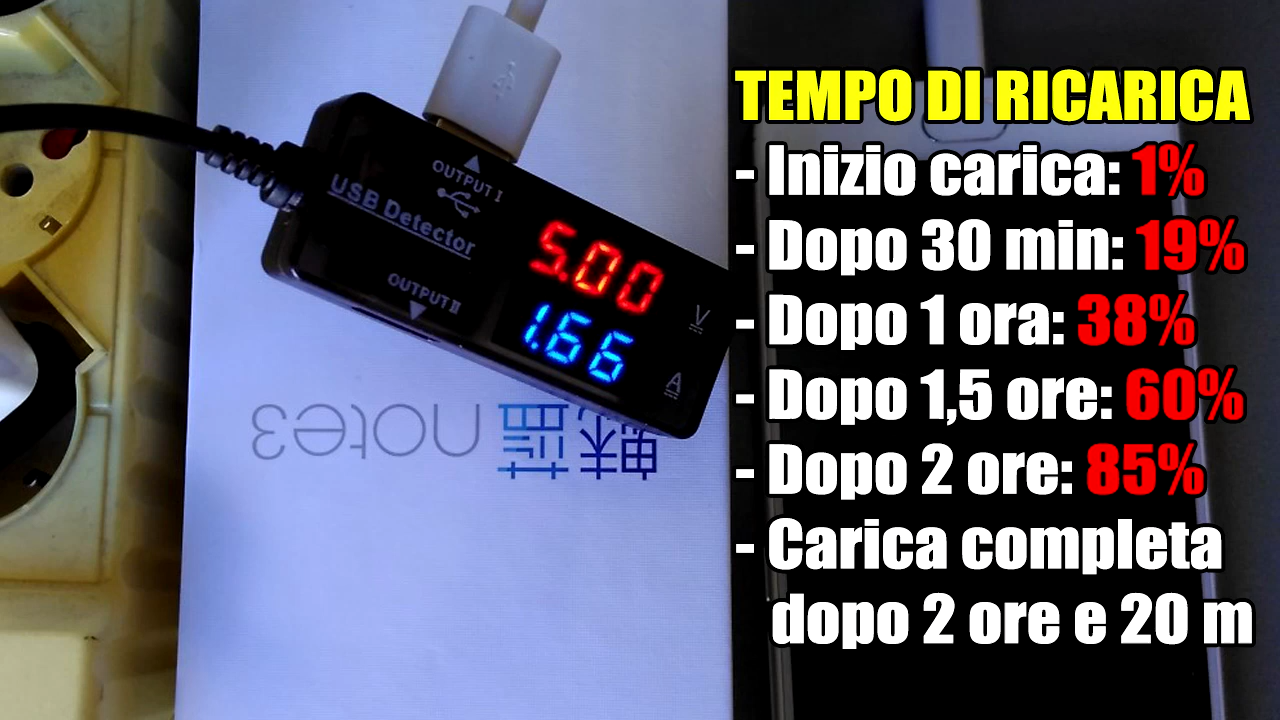 TEMPO DI RICARICA
- Inizio carica: 1%
- Dopo 30 min: 19%
- Dopo 1 ora: 38%
- Dopo 1,5 ore: 60%
- Dopo 2 ore: 85%
- Carica completa
dopo 2 ore e 20 m
OUTPUT I
USB Detector
OUTPUT II
5.00 V
1.66 A
魅蓝 note3